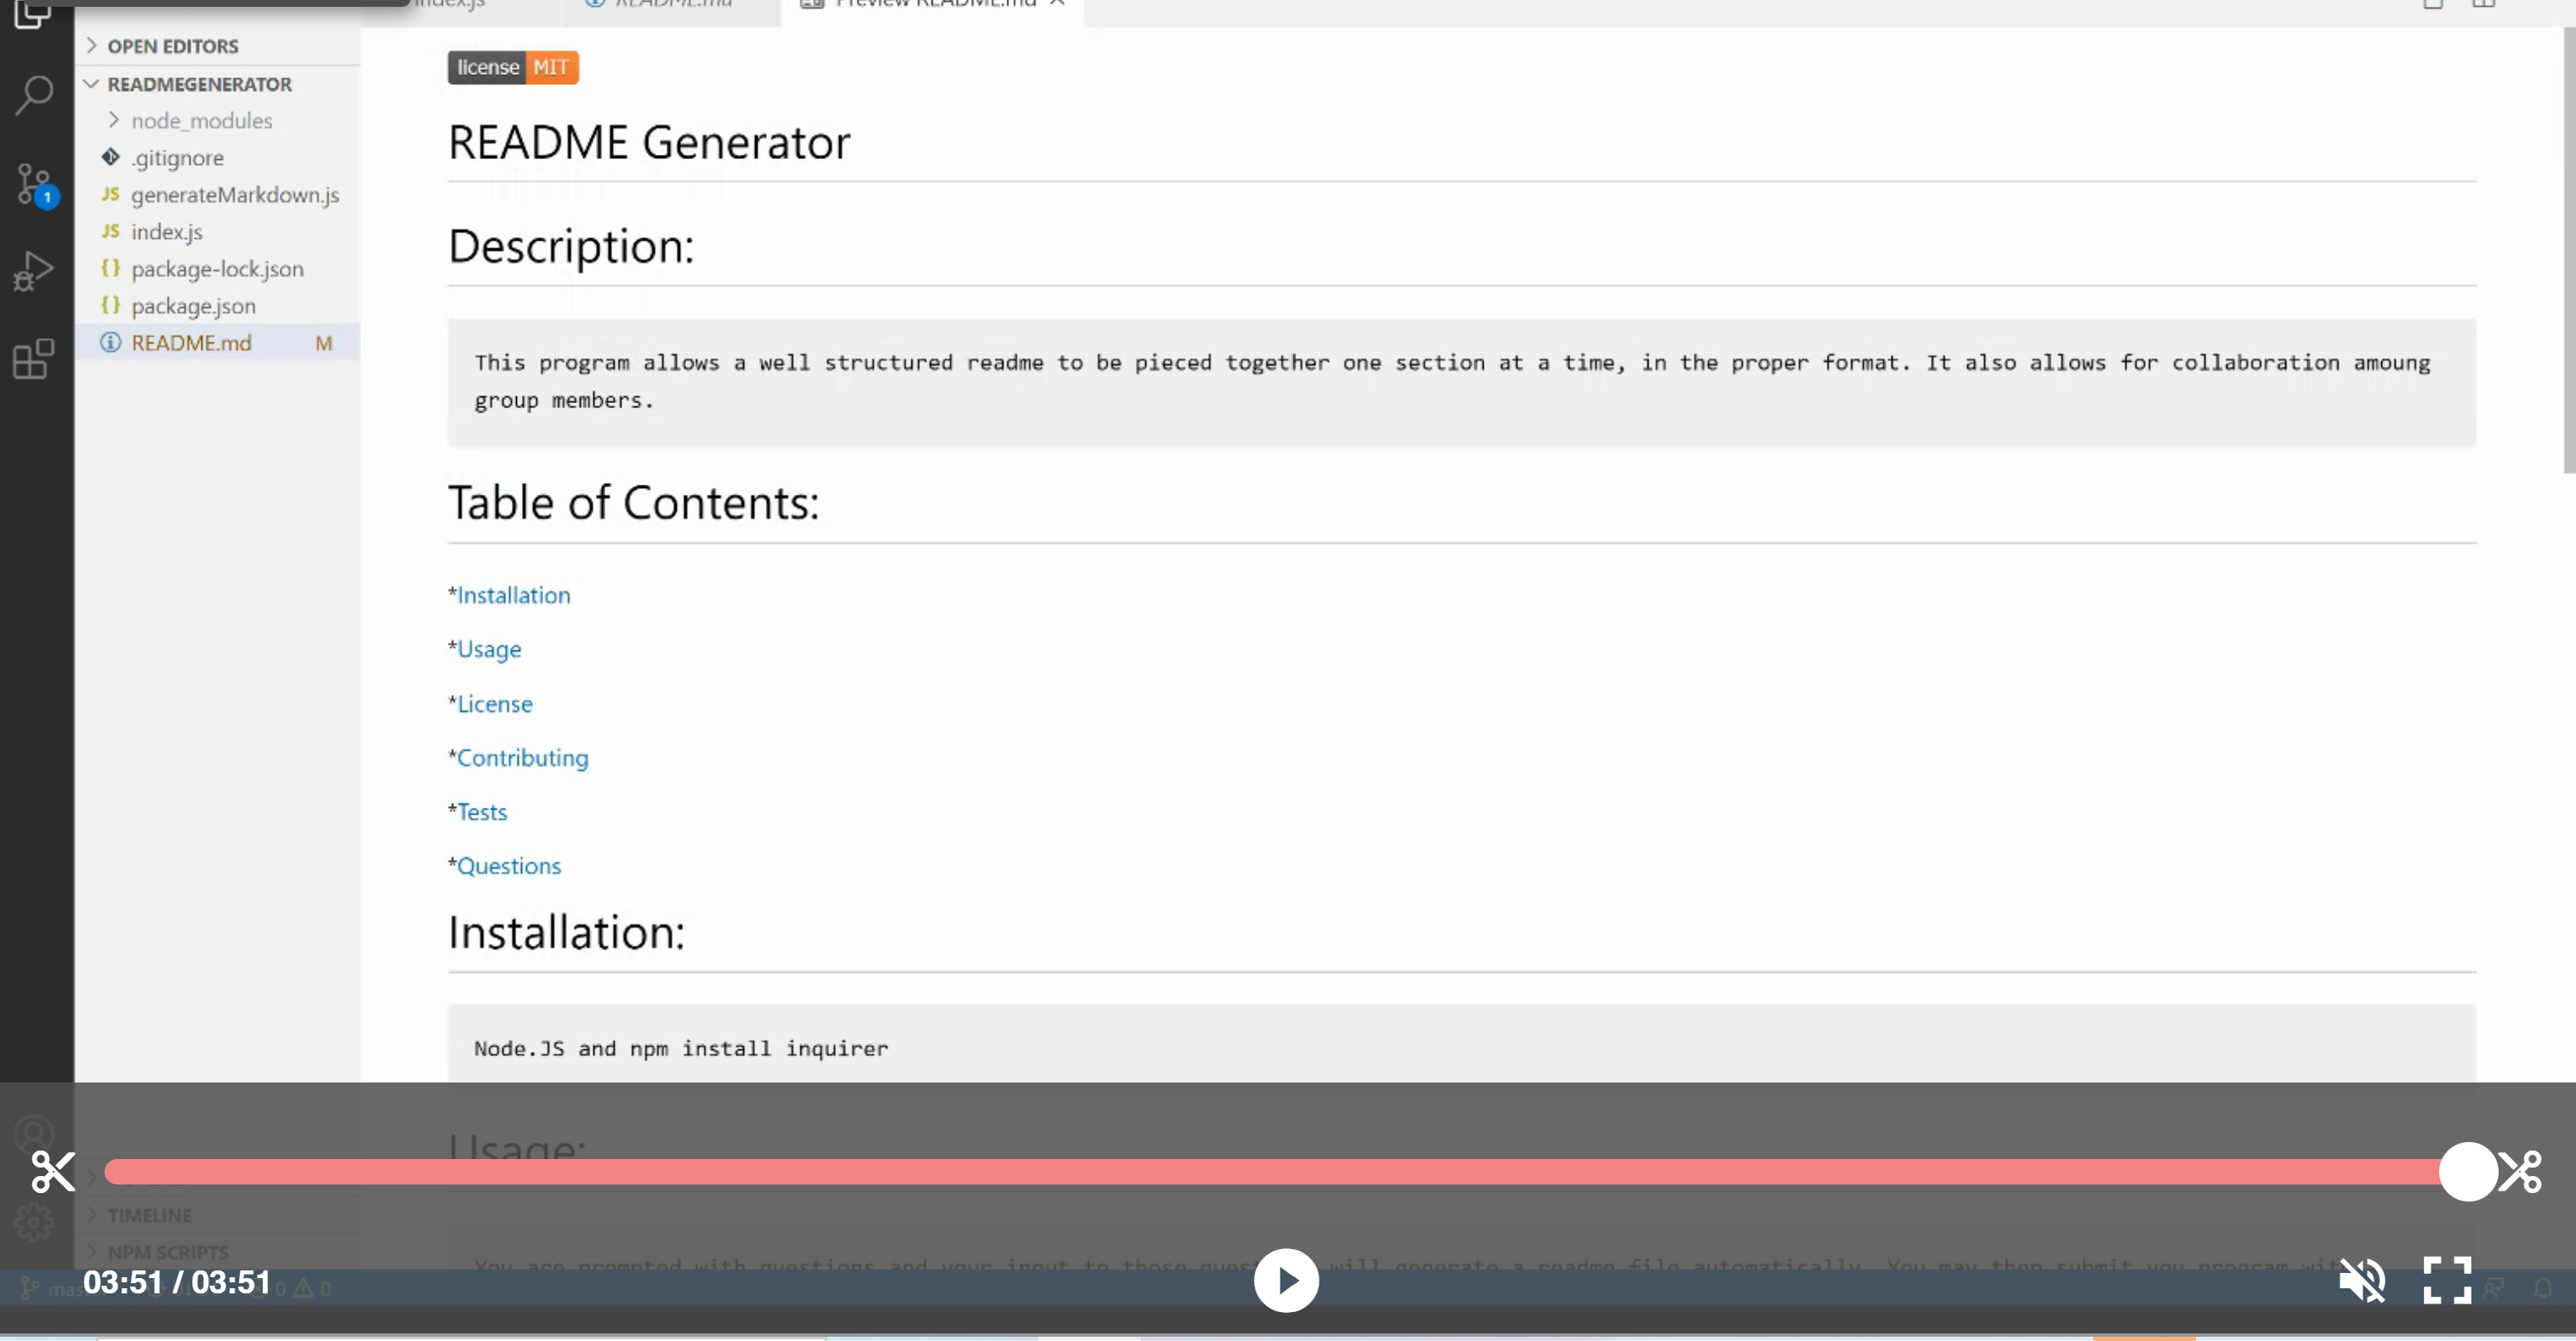 index.js README.md Preview README.md
OPEN EDITORS
READMEGENERATOR
node_modules
.gitignore
JS generateMarkdown.js
JS index.js
{} package-lock.json
{} package.json
README.md M
1
license MIT
README Generator
Description:
This program allows a well structured readme to be pieced together one section at a time, in the proper format. It also allows for collaboration amoung
group members.
Table of Contents:
*Installation
*Usage
*License
*Contributing
*Tests
*Questions
Installation:
Node.JS and npm install inquirer
Usage:
TIMELINE
NPM SCRIPTS
You are prompted with questions and your input to those will generate a readme file automatically. You may then submit you program
03:51 / 03:51
0 0